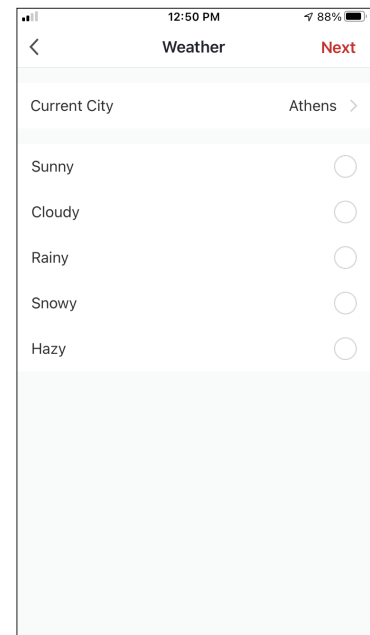 12:50 PM 88%
Weather Next
Current City Athens
Sunny
Cloudy
Rainy
Snowy
Hazy